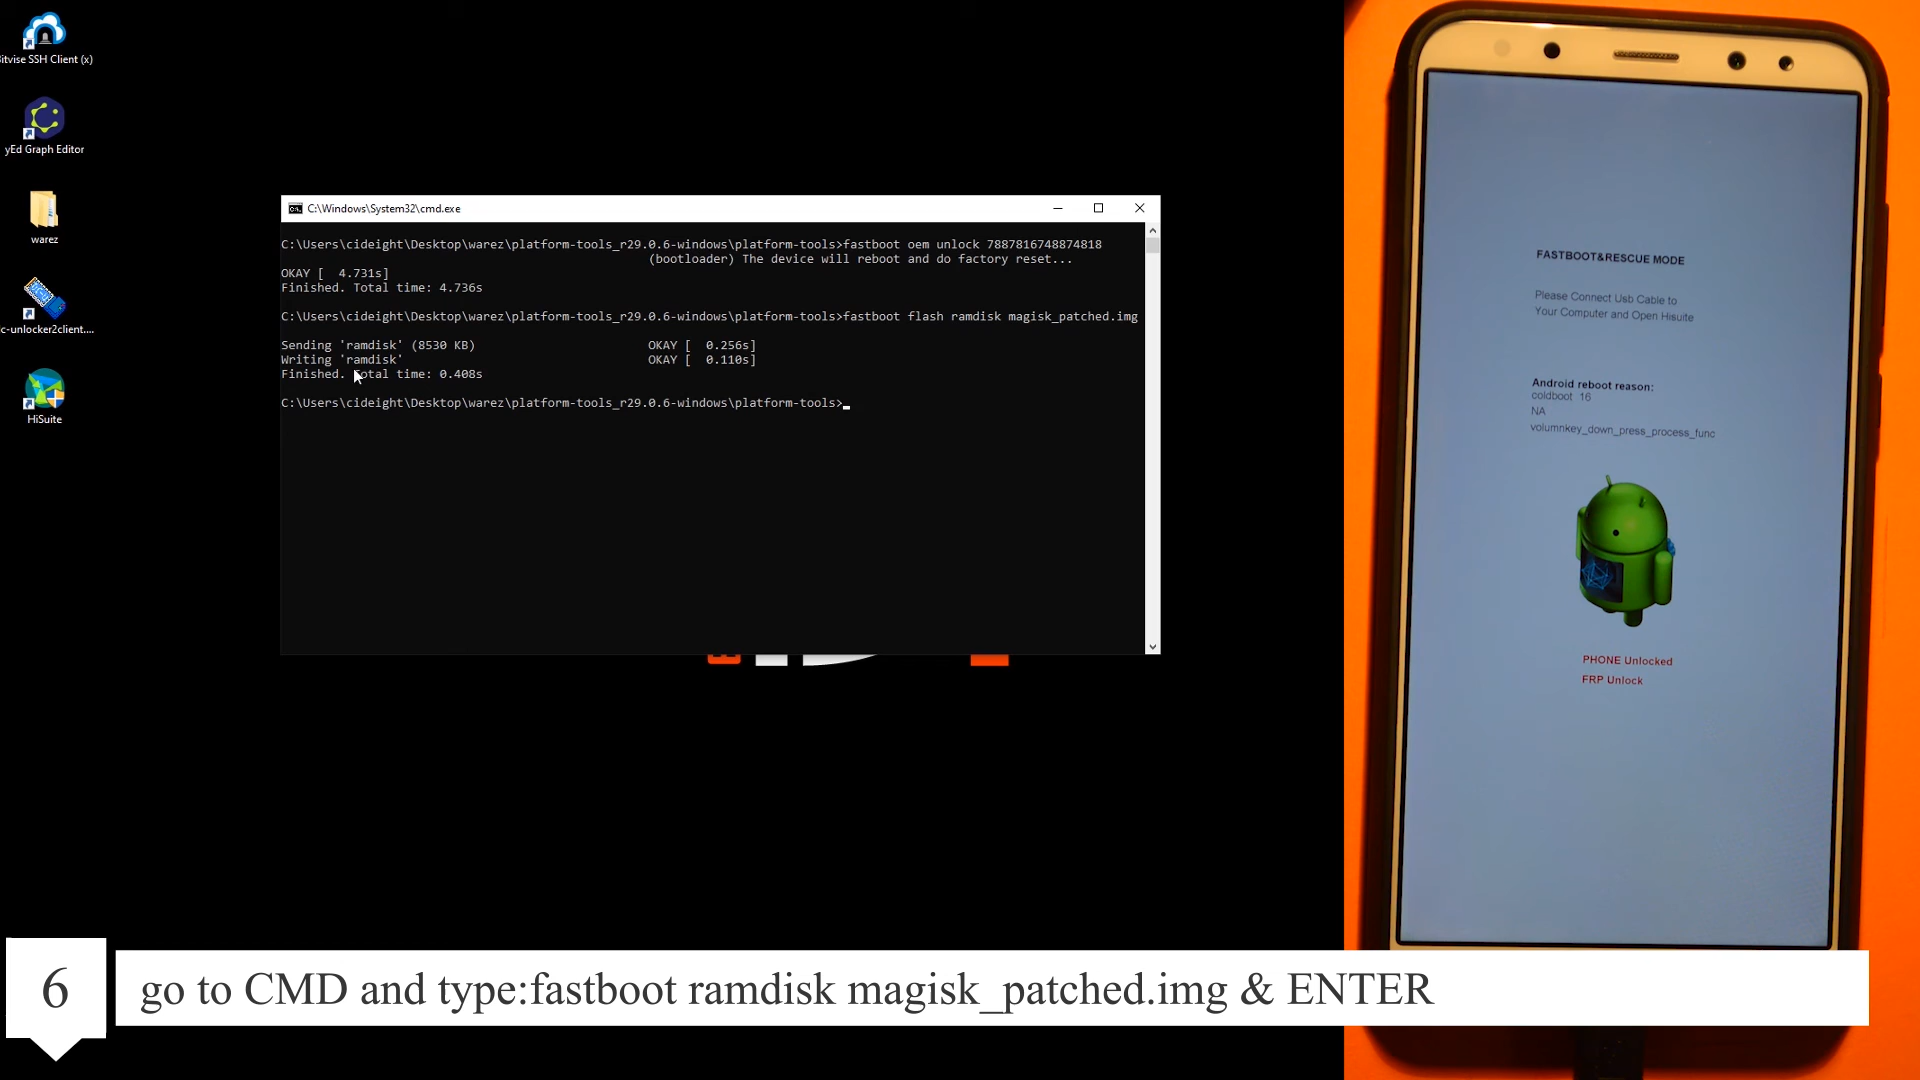 itvise SSH Client (x)
yEd Graph Editor
warez
c-unlocker2client....
HiSuite
C:\Windows\System32\cmd.exe
C:\Users\cideight\Desktop\warez\platform-tools_r29.0.6-windows\platform-tools>fastboot oem unlock 7887816748874818
(bootloader) The device will reboot and do factory reset...
OKAY [  4.731s]
Finished. Total time: 4.736s
C:\Users\cideight\Desktop\warez\platform-tools_r29.0.6-windows\platform-tools>fastboot flash ramdisk magisk_patched.img
Sending 'ramdisk' (8530 KB) OKAY [  0.256s]
Writing 'ramdisk' OKAY [  0.110s]
Finished. Total time: 0.408s
C:\Users\cideight\Desktop\warez\platform-tools_r29.0.6-windows\platform-tools>_
FASTBOOT&RESCUE MODE
Please Connect Usb Cable to
Your Computer and Open Hisuite
Android reboot reason:
coldboot 16
NA
volumnkey_down_press_process_func
PHONE Unlocked
FRP Unlock
6
go to CMD and type:fastboot ramdisk magisk_patched.img & ENTER